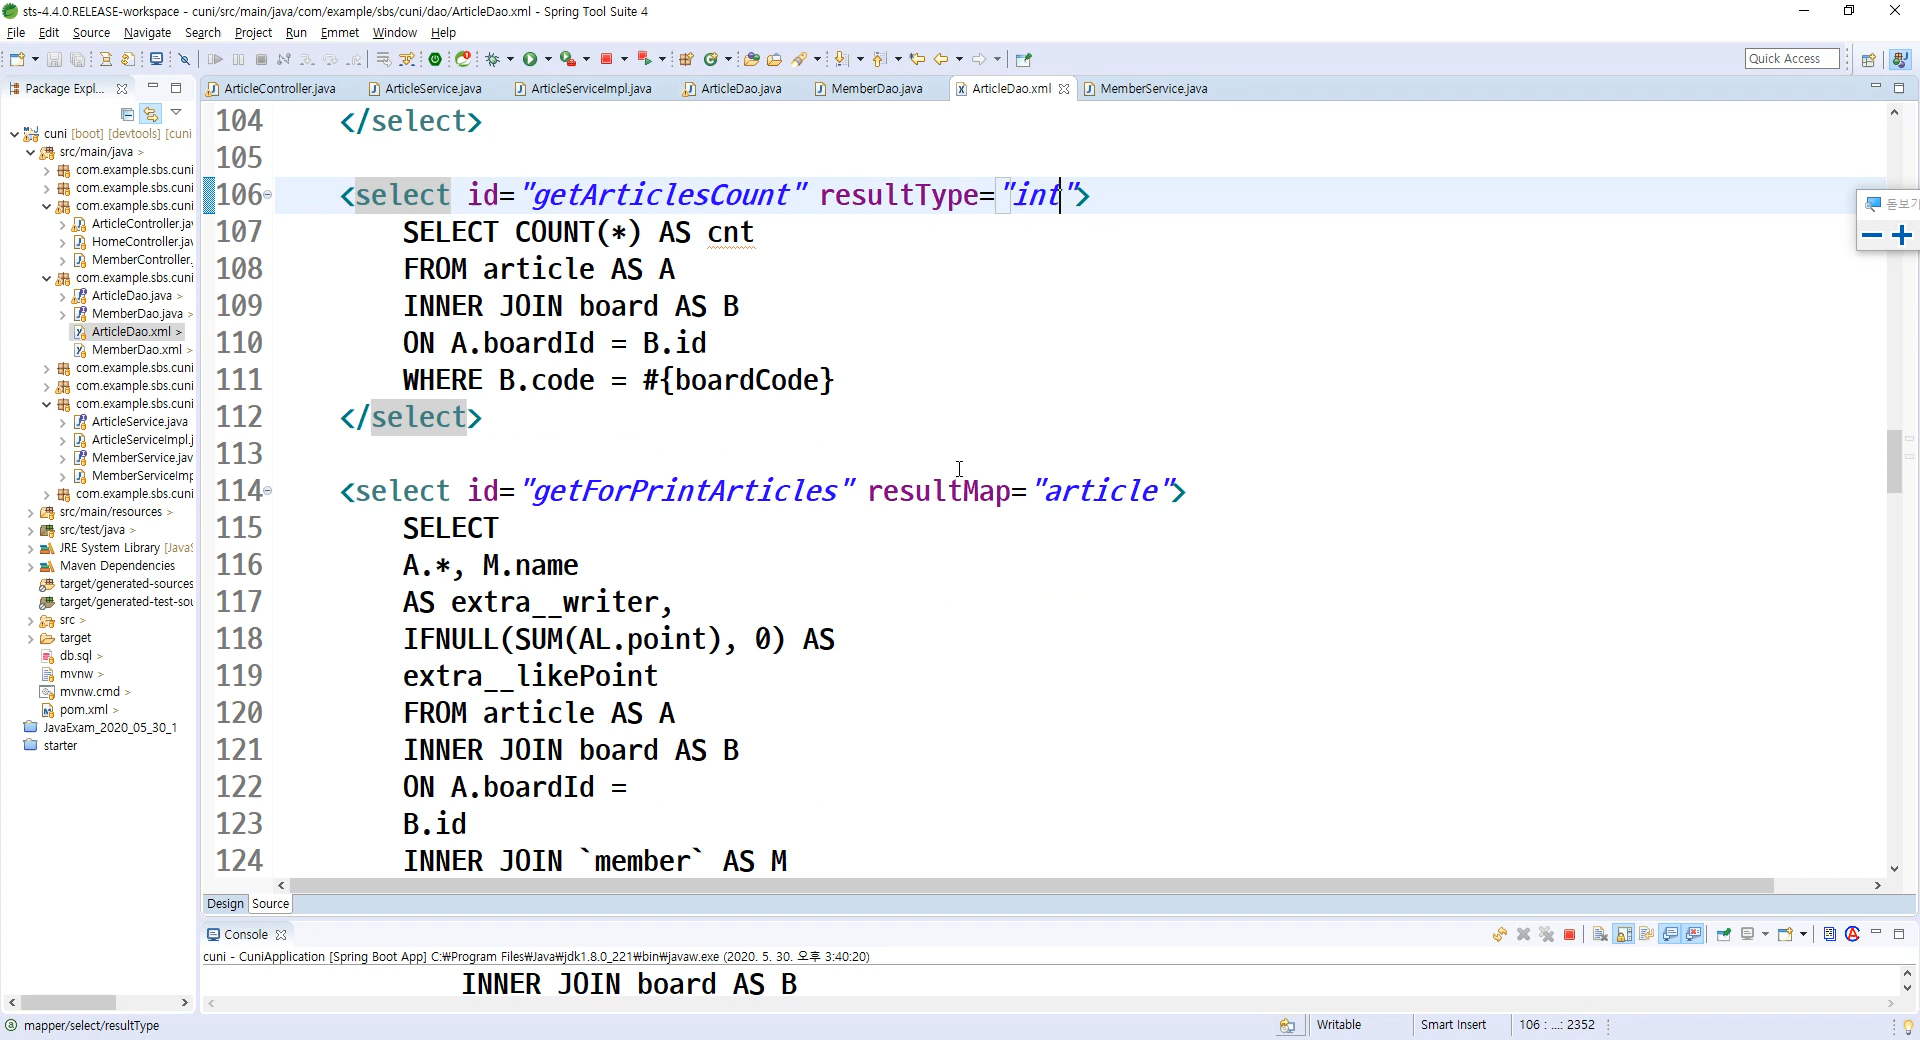 sts-4.4.0.RELEASE-workspace - cuni/src/main/java/com/example/sbs/cuni/dao/ArticleDao.xml - Spring Tool Suite 4
File Edit Source Navigate Search Project Run Emmet Window Help
Quick Access
Package Expl...
ArticleController.java ArticleService.java ArticleServiceImpl.java ArticleDao.java MemberDao.java ArticleDao.xml MemberService.java
cuni [boot] [devtools] [cuni
src/main/java >
com.example.sbs.cuni
com.example.sbs.cuni
com.example.sbs.cuni
ArticleController.jav
HomeController.jav
MemberController.
com.example.sbs.cuni
ArticleDao.java >
MemberDao.java >
ArticleDao.xml >
MemberDao.xml >
com.example.sbs.cuni
com.example.sbs.cuni
com.example.sbs.cuni
ArticleService.java
ArticleServiceImpl.j
MemberService.jav
MemberServiceImp
com.example.sbs.cuni
src/main/resources >
src/test/java >
JRE System Library [JavaS
Maven Dependencies
target/generated-sources
target/generated-test-sou
src >
target
db.sql >
mvnw >
mvnw.cmd >
pom.xml >
JavaExam_2020_05_30_1
starter
104 </select>
105
106 <select id="getArticlesCount" resultType="int">
107 SELECT COUNT(*) AS cnt
108 FROM article AS A
109 INNER JOIN board AS B
110 ON A.boardId = B.id
111 WHERE B.code = #{boardCode}
112 </select>
113
114 <select id="getForPrintArticles" resultMap="article">
115 SELECT
116 A.*, M.name
117 AS extra__writer,
118 IFNULL(SUM(AL.point), 0) AS
119 extra__likePoint
120 FROM article AS A
121 INNER JOIN board AS B
122 ON A.boardId =
123 B.id
124 INNER JOIN `member` AS M
돋보기
Design Source
Console
cuni - CuniApplication [Spring Boot App] C:₩Program Files₩Java₩jdk1.8.0_221₩bin₩javaw.exe (2020. 5. 30. 오후 3:40:20)
INNER JOIN board AS B
mapper/select/resultType
Writable Smart Insert 106 : ...: 2352